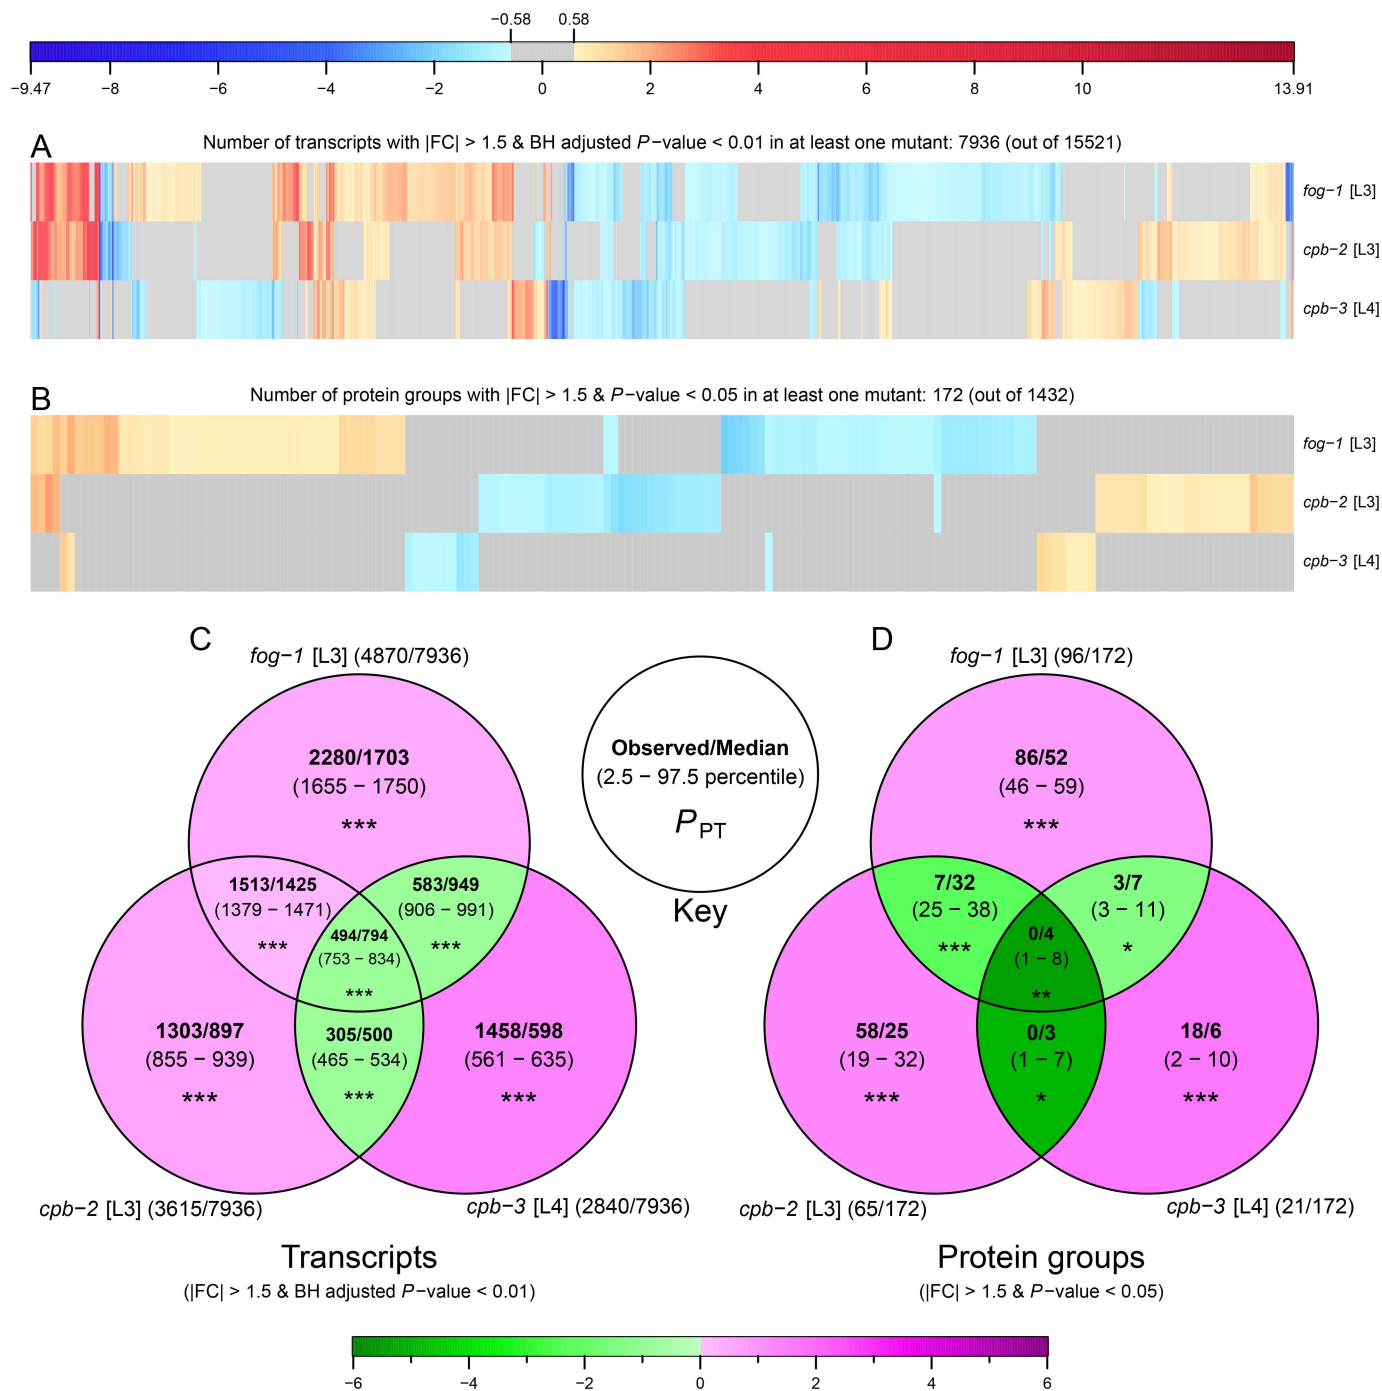 −0.58 0.58
−9.47 −8 −6 −4 −2 0 2 4 6 8 10 13.91
A
Number of transcripts with |FC| > 1.5 & BH adjusted P−value < 0.01 in at least one mutant: 7936 (out of 15521)
fog−1 [L3]
cpb−2 [L3]
cpb−3 [L4]
B
Number of protein groups with |FC| > 1.5 & P−value < 0.05 in at least one mutant: 172 (out of 1432)
fog−1 [L3]
cpb−2 [L3]
cpb−3 [L4]
C
fog−1 [L3] (4870/7936)
2280/1703
(1655 − 1750)
***
1513/1425
(1379 − 1471)
***
583/949
(906 − 991)
***
494/794
(753 − 834)
***
1303/897
(855 − 939)
***
305/500
(465 − 534)
***
1458/598
(561 − 635)
***
cpb−2 [L3] (3615/7936)
cpb−3 [L4] (2840/7936)
Transcripts
(|FC| > 1.5 & BH adjusted P−value < 0.01)
Observed/Median
(2.5 − 97.5 percentile)
P PT
Key
D
fog−1 [L3] (96/172)
86/52
(46 − 59)
***
7/32
(25 − 38)
***
3/7
(3 − 11)
*
0/4
(1 − 8)
**
58/25
(19 − 32)
***
0/3
(1 − 7)
*
18/6
(2 − 10)
***
cpb−2 [L3] (65/172)
cpb−3 [L4] (21/172)
Protein groups
(|FC| > 1.5 & P−value < 0.05)
−6 −4 −2 0 2 4 6